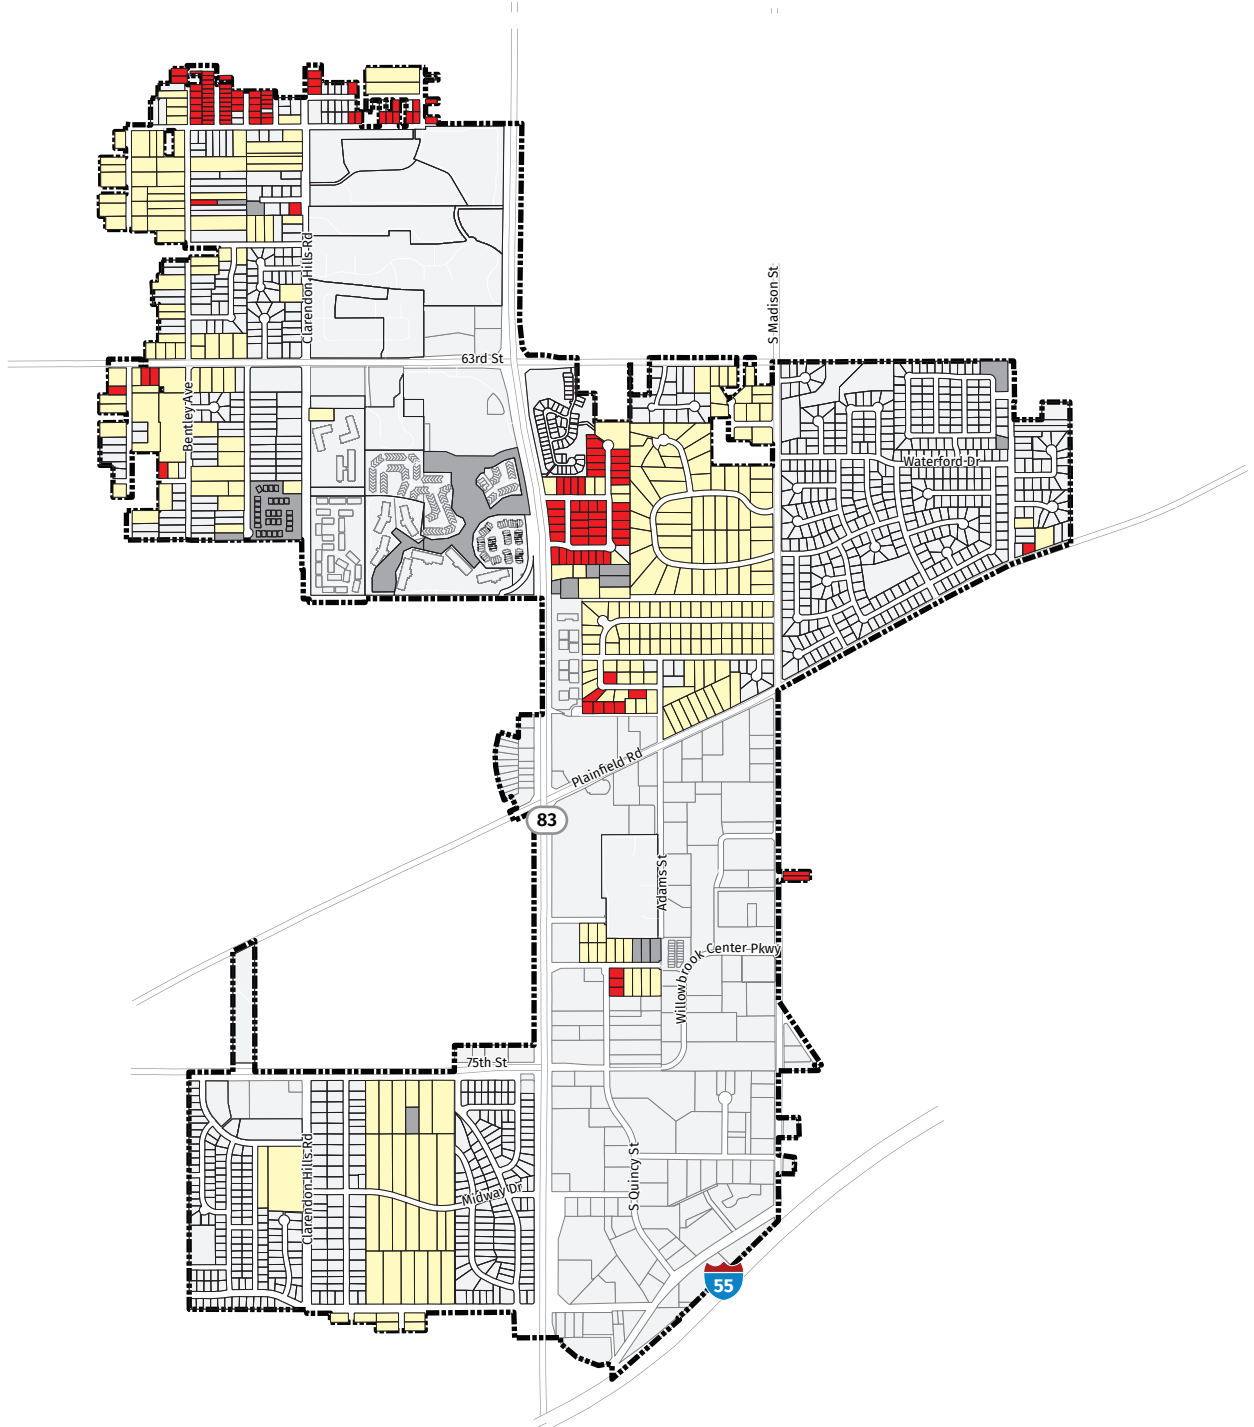 S Madison St
Clarendon Hills Rd
63rd St
Bentley Ave
Waterford Dr
Plainfield Rd
83
Adams St
Willowbrook Center Pkwy
75th St
Clarendon Hills Rd
S Quincy St
Midway Dr
55